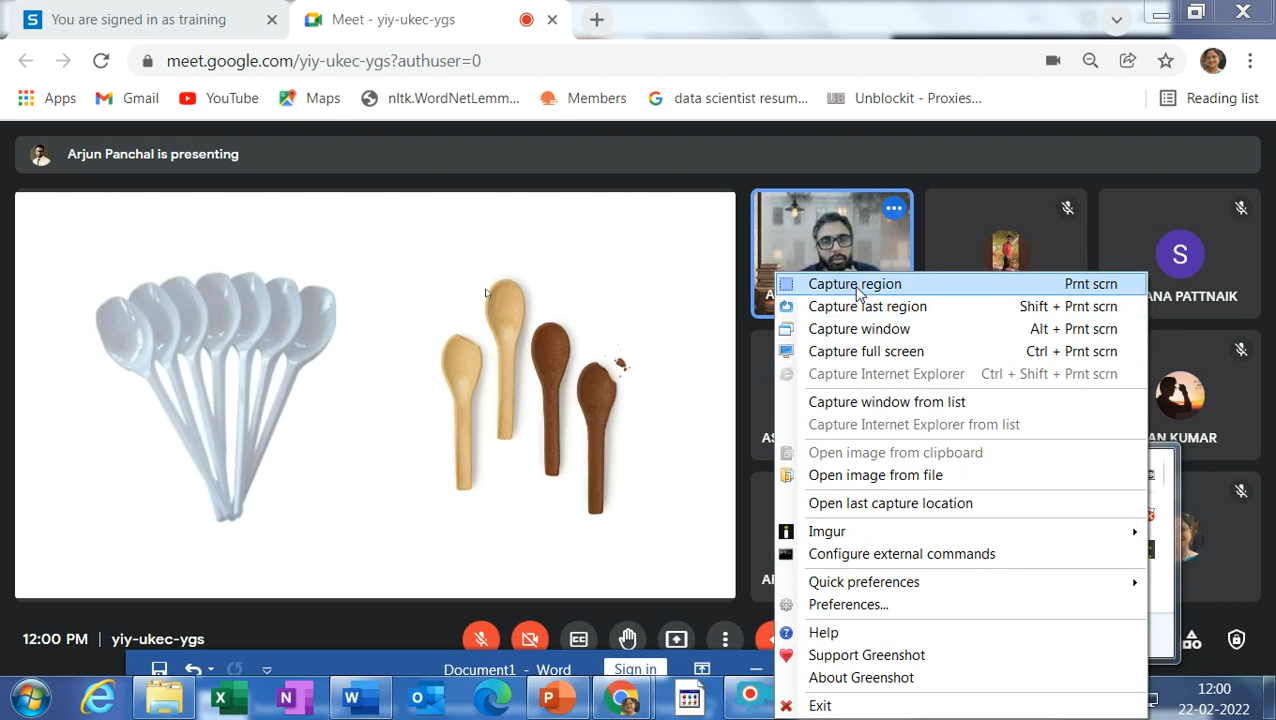 You are signed in as training
Meet - yiy-ukec-ygs
meet.google.com/yiy-ukec-ygs?authuser=0
Apps
Gmail
YouTube
Maps
nltk.WordNetLemm...
Members
data scientist resum...
Unblockit - Proxies...
Reading list
Arjun Panchal is presenting
S
ANA PATTNAIK
Capture region Prnt scrn
Capture last region Shift + Prnt scrn
Capture window Alt + Prnt scrn
Capture full screen Ctrl + Prnt scrn
Capture Internet Explorer Ctrl + Shift + Prnt scrn
Capture window from list
Capture Internet Explorer from list
AN KUMAR
Open image from clipboard
Open image from file
Open last capture location
Imgur
Configure external commands
Quick preferences
Preferences...
Help
Support Greenshot
About Greenshot
Exit
12:00 PM | yiy-ukec-ygs
Document1 - Word
Sign in
12:00
22-02-2022